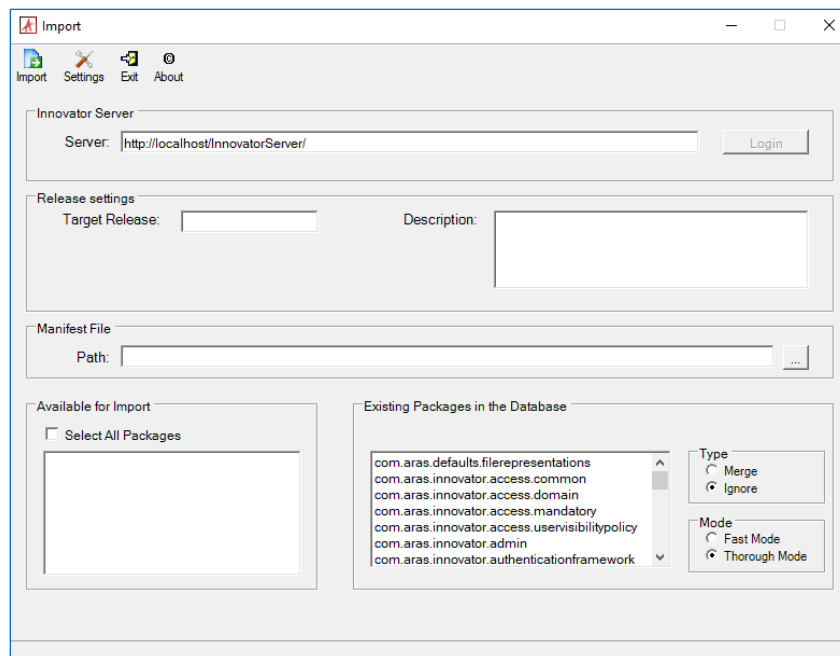 Import
Import Settings Exit About
Innovator Server
Server: http://localhost/InnovatorServer/ Login
Release settings
Target Release: Description:
Manifest File
Path: ...
Available for Import
Select All Packages
Existing Packages in the Database
com.aras.defaults.filerepresentations
com.aras.innovator.access.common
com.aras.innovator.access.domain
com.aras.innovator.access.mandatory
com.aras.innovator.access.uservisibilitypolicy
com.aras.innovator.admin
com.aras.innovator.authenticationframework
Type
Merge
Ignore
Mode
Fast Mode
Thorough Mode